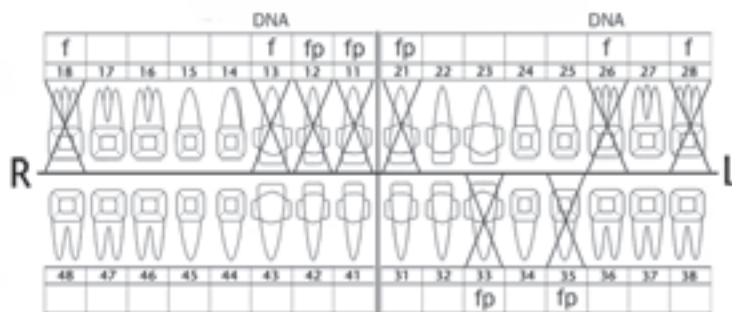 DNA DNA
f f fp fp fp f f
18 17 16 15 14 13 12 11 21 22 23 24 25 26 27 28
R L
48 47 46 45 44 43 42 41 31 32 33 34 35 36 37 38
fp fp